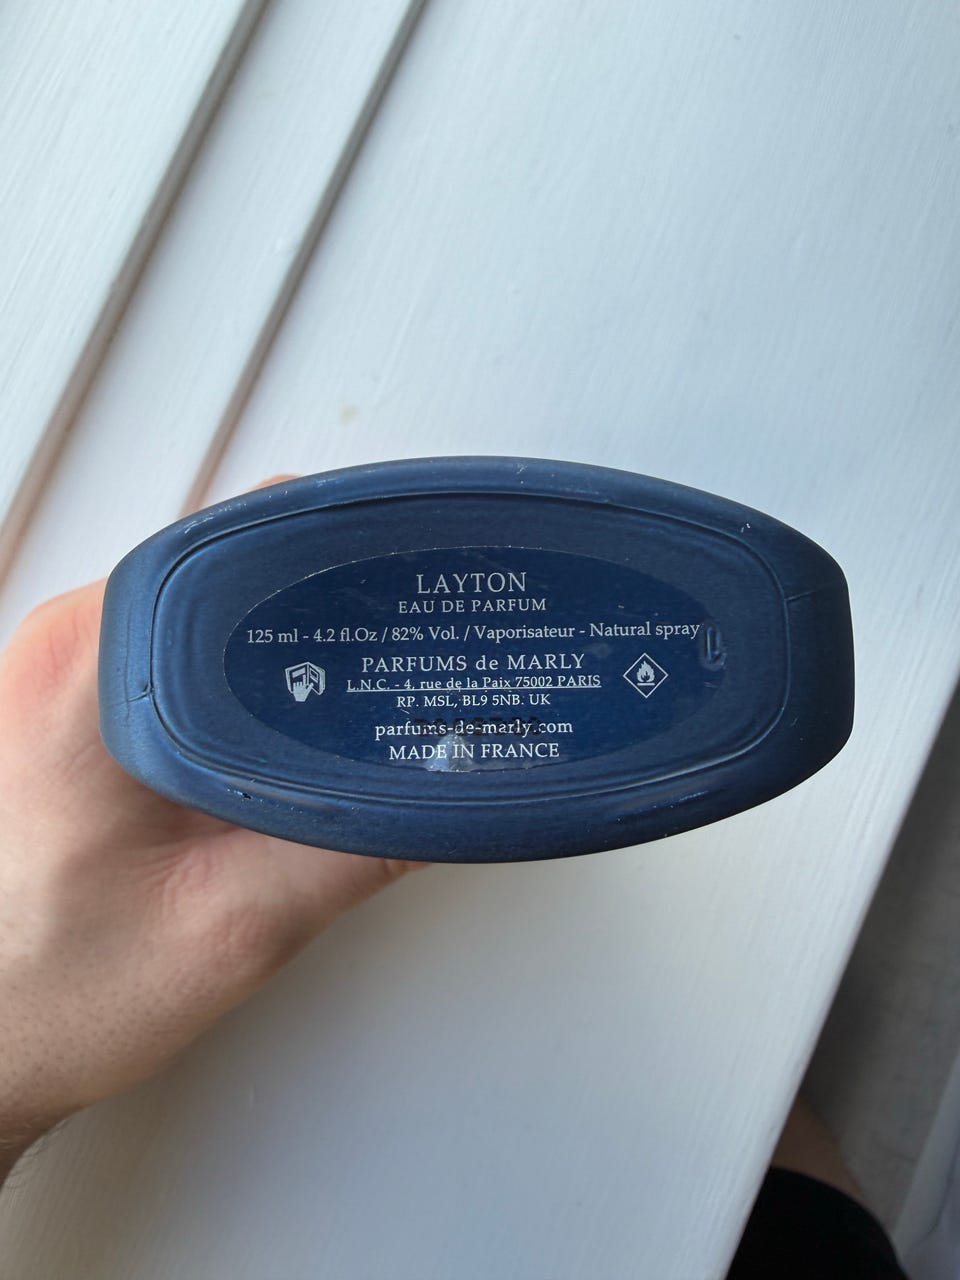 LAYTON
EAU DE PARFUM
125 ml - 4.2 fl.Oz / 82% Vol. / Vaporisateur - Natural spray
PARFUMS de MARLY
L.N.C. - 4, rue de la Paix 75002 PARIS
RP. MSL, BL9 5NB. UK
parfums-de-marly.com
MADE IN FRANCE